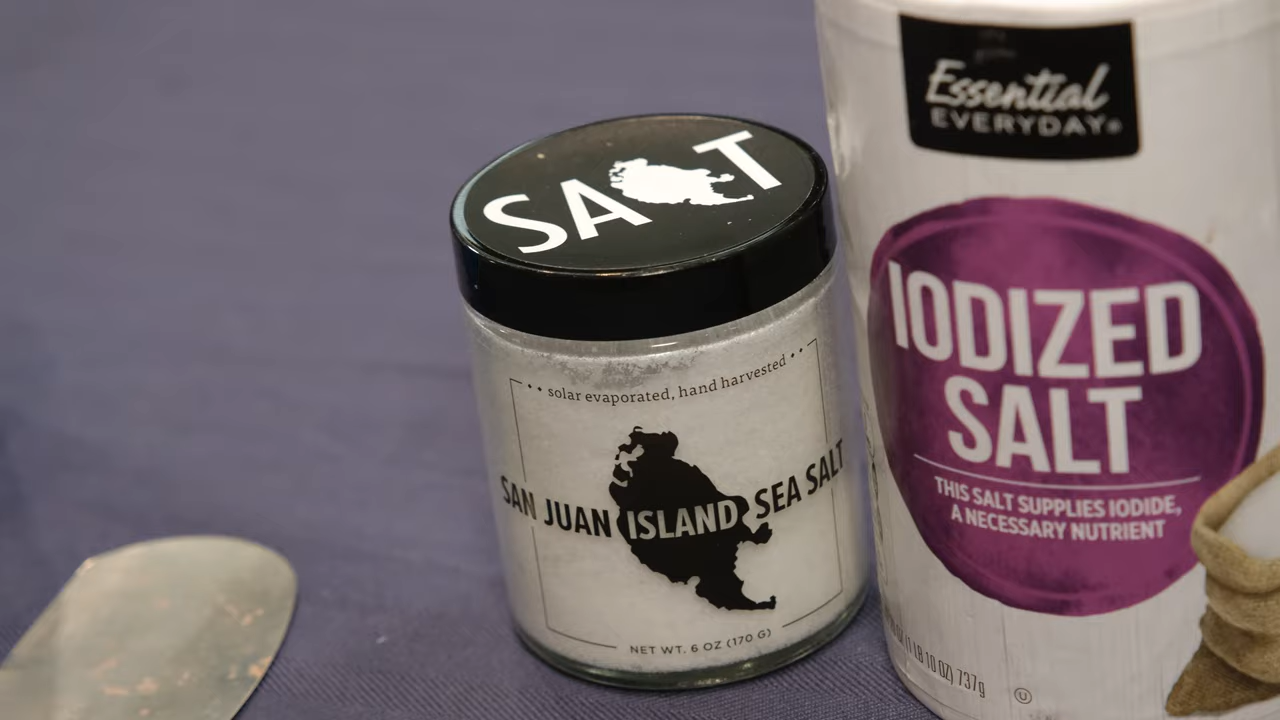 SA T
solar evaporated, hand harvested
SAN JUAN ISLAND SEA SALT
NET WT. 6 OZ (170 G)
Essential
EVERYDAY®
IODIZED
SALT
THIS SALT SUPPLIES IODIDE,
A NECESSARY NUTRIENT
(1 LB 10 OZ) 737g
U